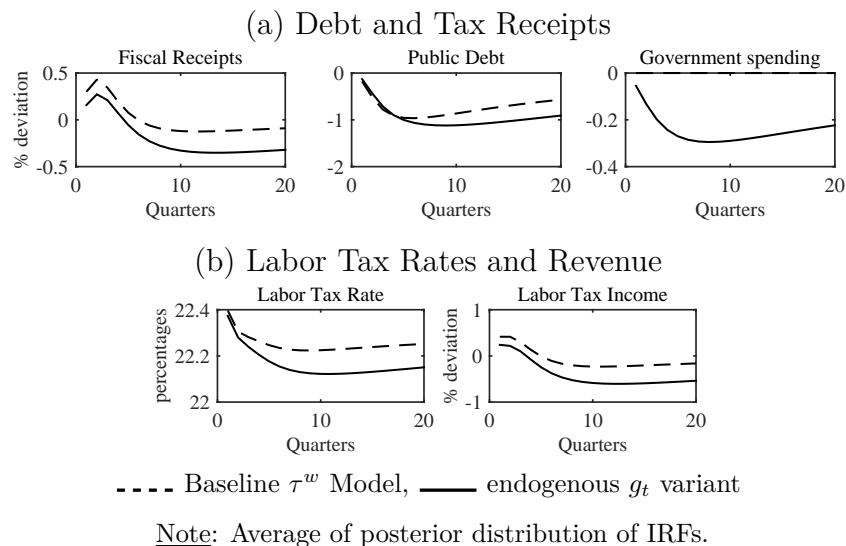 (a) Debt and Tax Receipts
Fiscal Receipts
Public Debt
Government spending
% deviation
0.5
0
-0.5
0
10
20
Quarters
0
-1
-2
0
10
20
Quarters
0
-0.2
-0.4
0
10
20
Quarters
(b) Labor Tax Rates and Revenue
Labor Tax Rate
Labor Tax Income
percentages
22.4
22.2
22
0
10
20
Quarters
% deviation
1
0
-1
0
10
20
Quarters
Baseline τ^w Model, endogenous g_t variant
Note: Average of posterior distribution of IRFs.